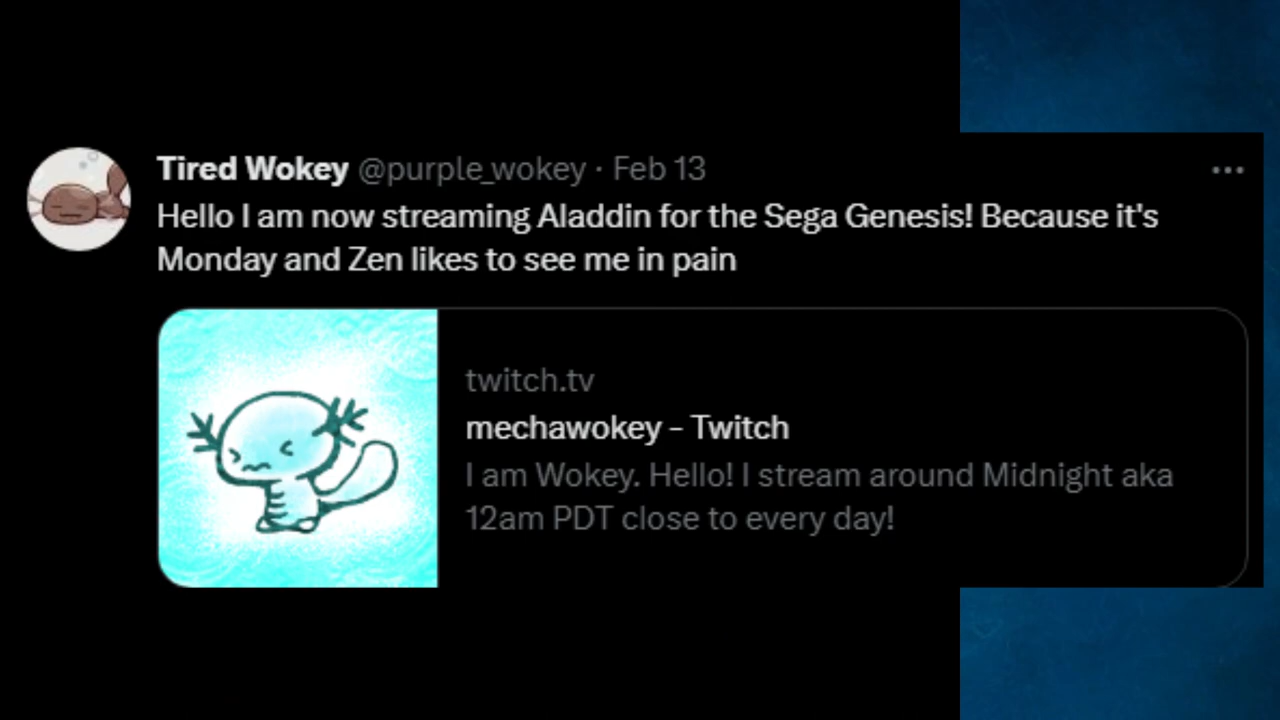 Tired Wokey @purple_wokey · Feb 13
Hello I am now streaming Aladdin for the Sega Genesis! Because it's
Monday and Zen likes to see me in pain
twitch.tv
mechawokey - Twitch
I am Wokey. Hello! I stream around Midnight aka
12am PDT close to every day!